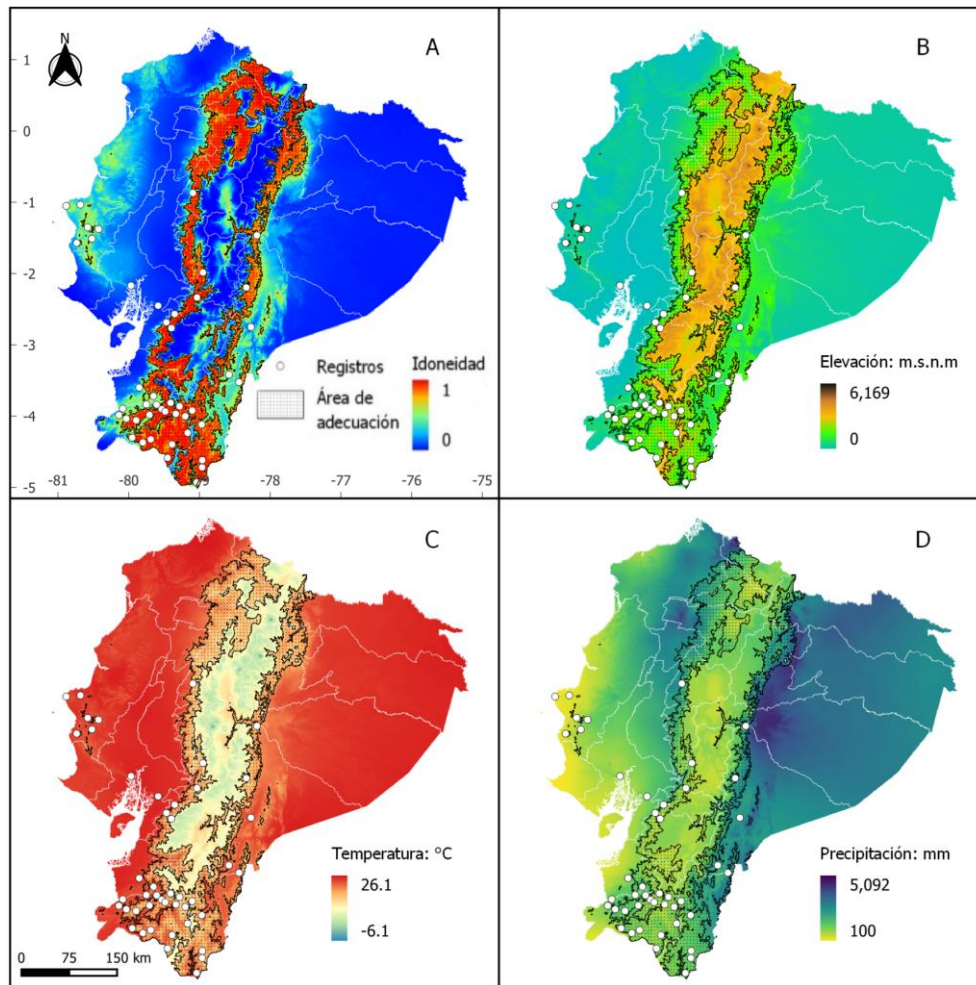 N
A
1
0
-1
-2
-3
-4
-5
Registros
Área de
adecuación
Idoneidad
1
0
-81
-80
-79
-78
-77
-76
-75
B
Elevación: m.s.n.m
6,169
0
C
Temperatura: °C
26.1
-6.1
0 75 150 km
D
Precipitación: mm
5,092
100